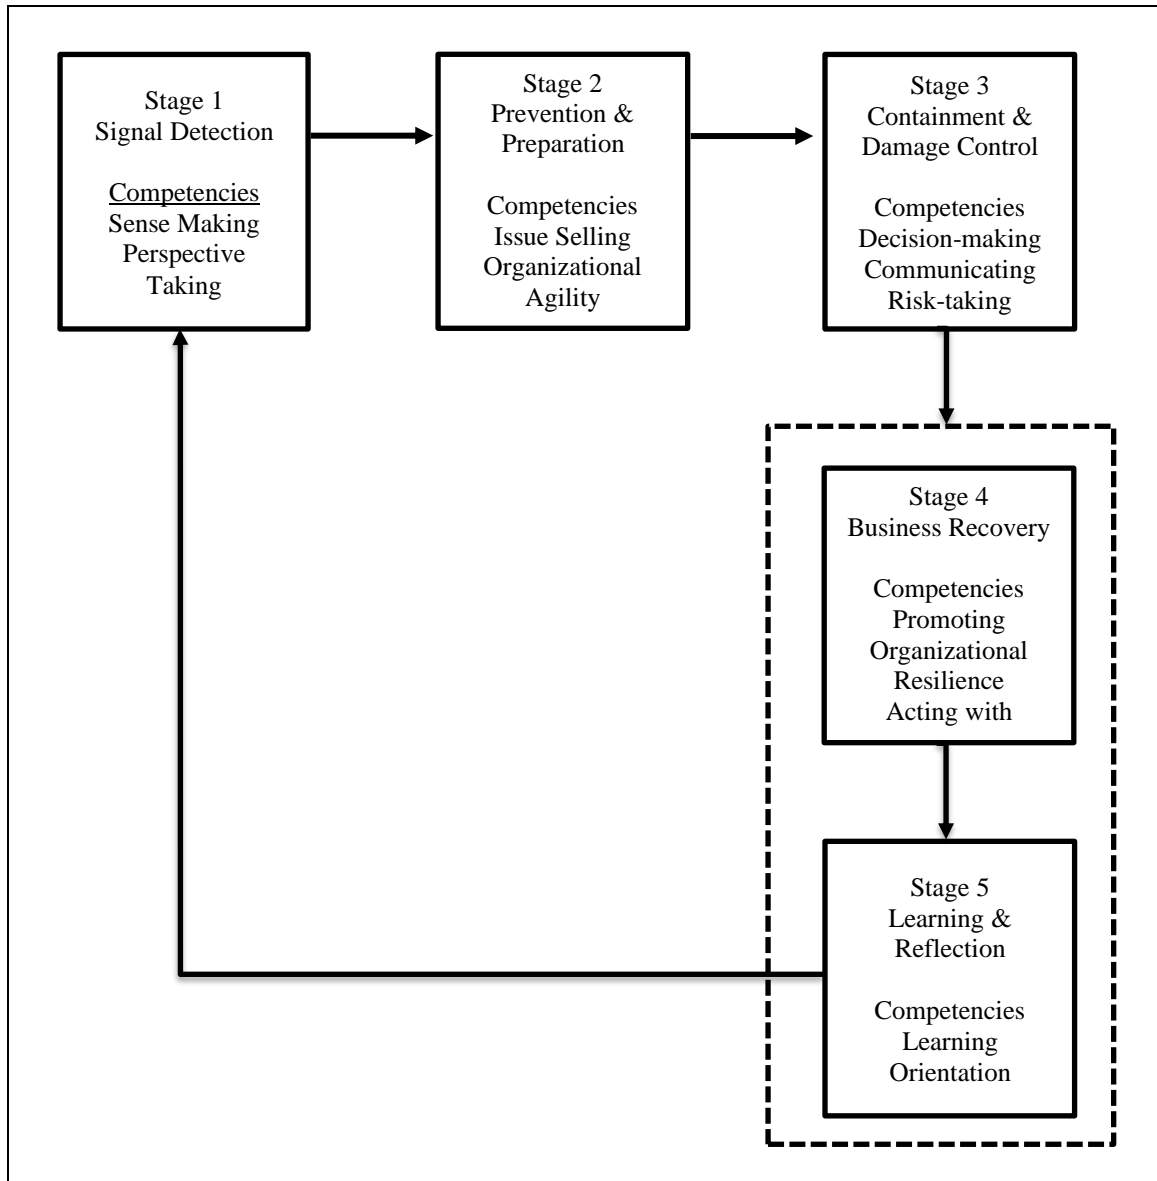 Stage 1
Signal Detection
Competencies
Sense Making
Perspective
Taking
Stage 2
Prevention &
Preparation
Competencies
Issue Selling
Organizational
Agility
Stage 3
Containment &
Damage Control
Competencies
Decision-making
Communicating
Risk-taking
Stage 4
Business Recovery
Competencies
Promoting
Organizational
Resilience
Acting with
Stage 5
Learning &
Reflection
Competencies
Learning
Orientation